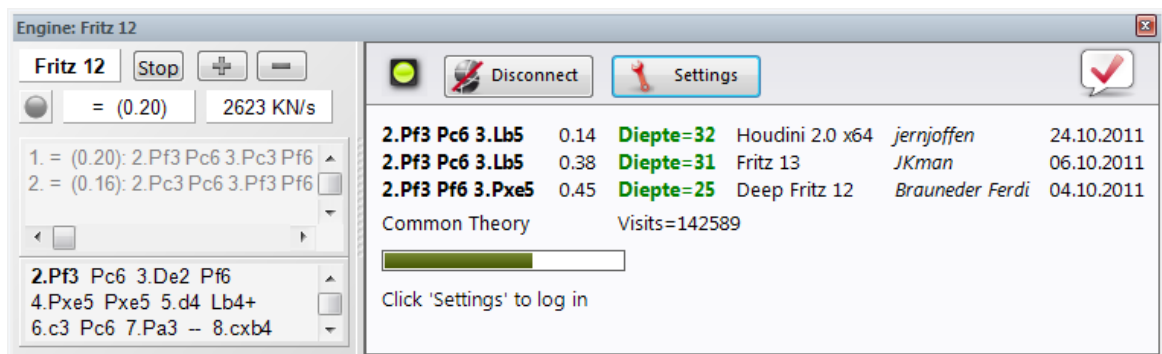 Engine: Fritz 12
Fritz 12 Stop
= (0.20) 2623 KN/s
1. = (0.20): 2.Pf3 Pc6 3.Pc3 Pf6
2. = (0.16): 2.Pc3 Pc6 3.Pf3 Pf6
2.Pf3 Pc6 3.De2 Pf6
4.Pxe5 Pxe5 5.d4 Lb4+
6.c3 Pc6 7.Pa3 -- 8.cxb4
Disconnect Settings
2.Pf3 Pc6 3.Lb5 0.14 Diepte=32 Houdini 2.0 x64 jernjoffen 24.10.2011
2.Pf3 Pc6 3.Lb5 0.38 Diepte=31 Fritz 13 JKman 06.10.2011
2.Pf3 Pf6 3.Pxe5 0.45 Diepte=25 Deep Fritz 12 Brauneder Ferdi 04.10.2011
Common Theory Visits=142589
Click 'Settings' to log in